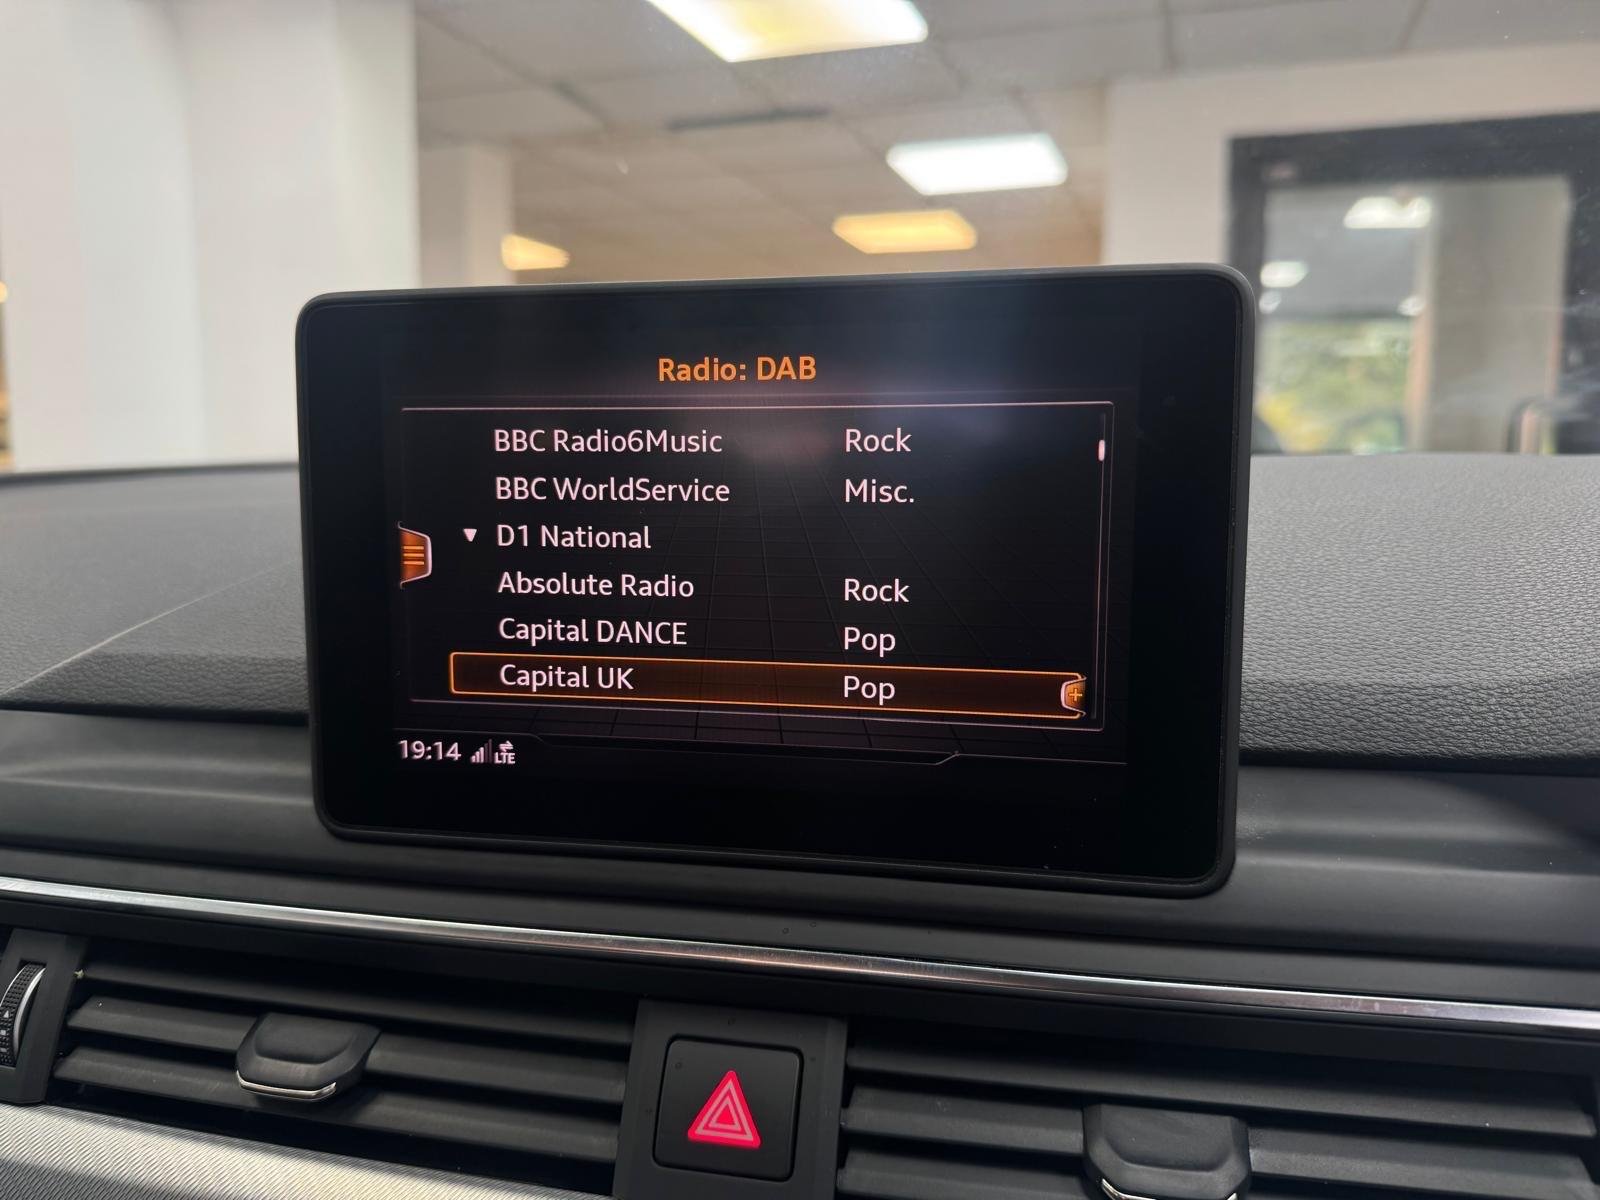 Radio: DAB
BBC Radio6Music Rock
BBC WorldService Misc.
D1 National
Absolute Radio Rock
Capital DANCE Pop
Capital UK Pop
19:14 LTE